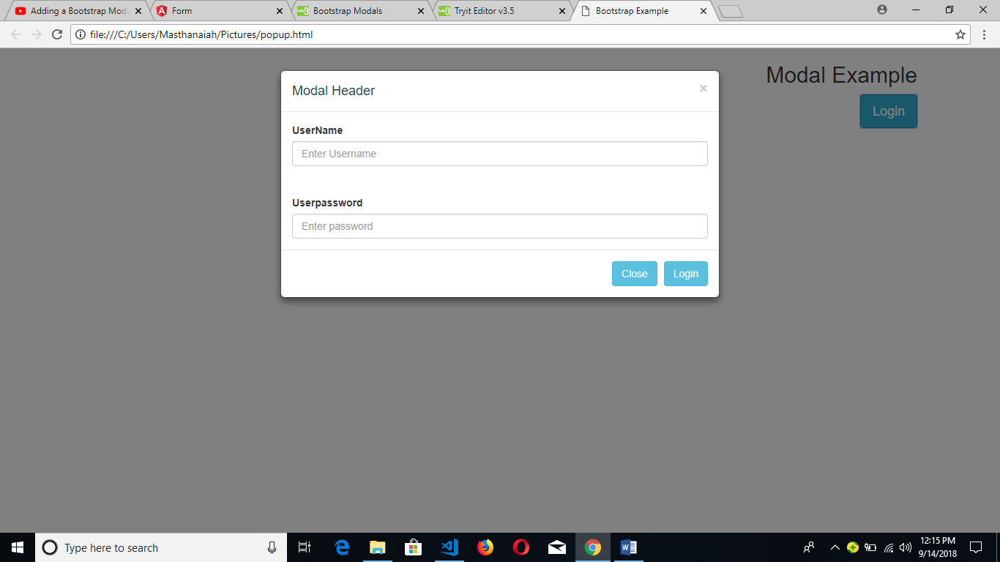 Adding a Bootstrap Moda
Form
Bootstrap Modals
Tryit Editor v3.5
Bootstrap Example
file:///C:/Users/Masthanaiah/Pictures/popup.html
Modal Example
Login
Modal Header
×
UserName
Enter Username
Userpassword
Enter password
Close
Login
Type here to search
12:15 PM
9/14/2018